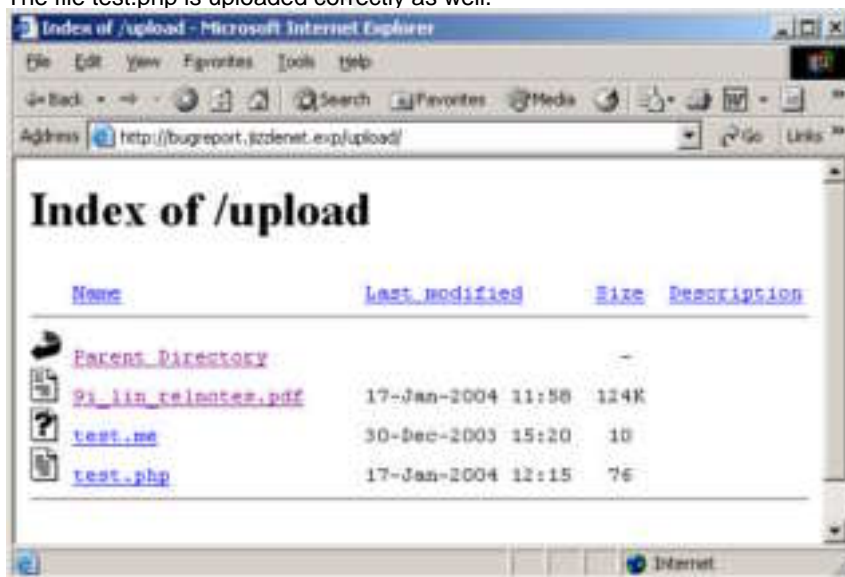 The file test.php is uploaded correctly as well.
Index of /upload - Microsoft Internet Explorer
File Edit View Favorites Tools Help
Back Search Favorites Media
Address http://bugreport.jizdenet.exp/upload/ Go Links
Index of /upload
Name Last modified Size Description
Parent Directory -
9i_lin_relnotes.pdf 17-Jan-2004 11:58 124K
test.me 30-Dec-2003 15:20 10
test.php 17-Jan-2004 12:15 76
Internet